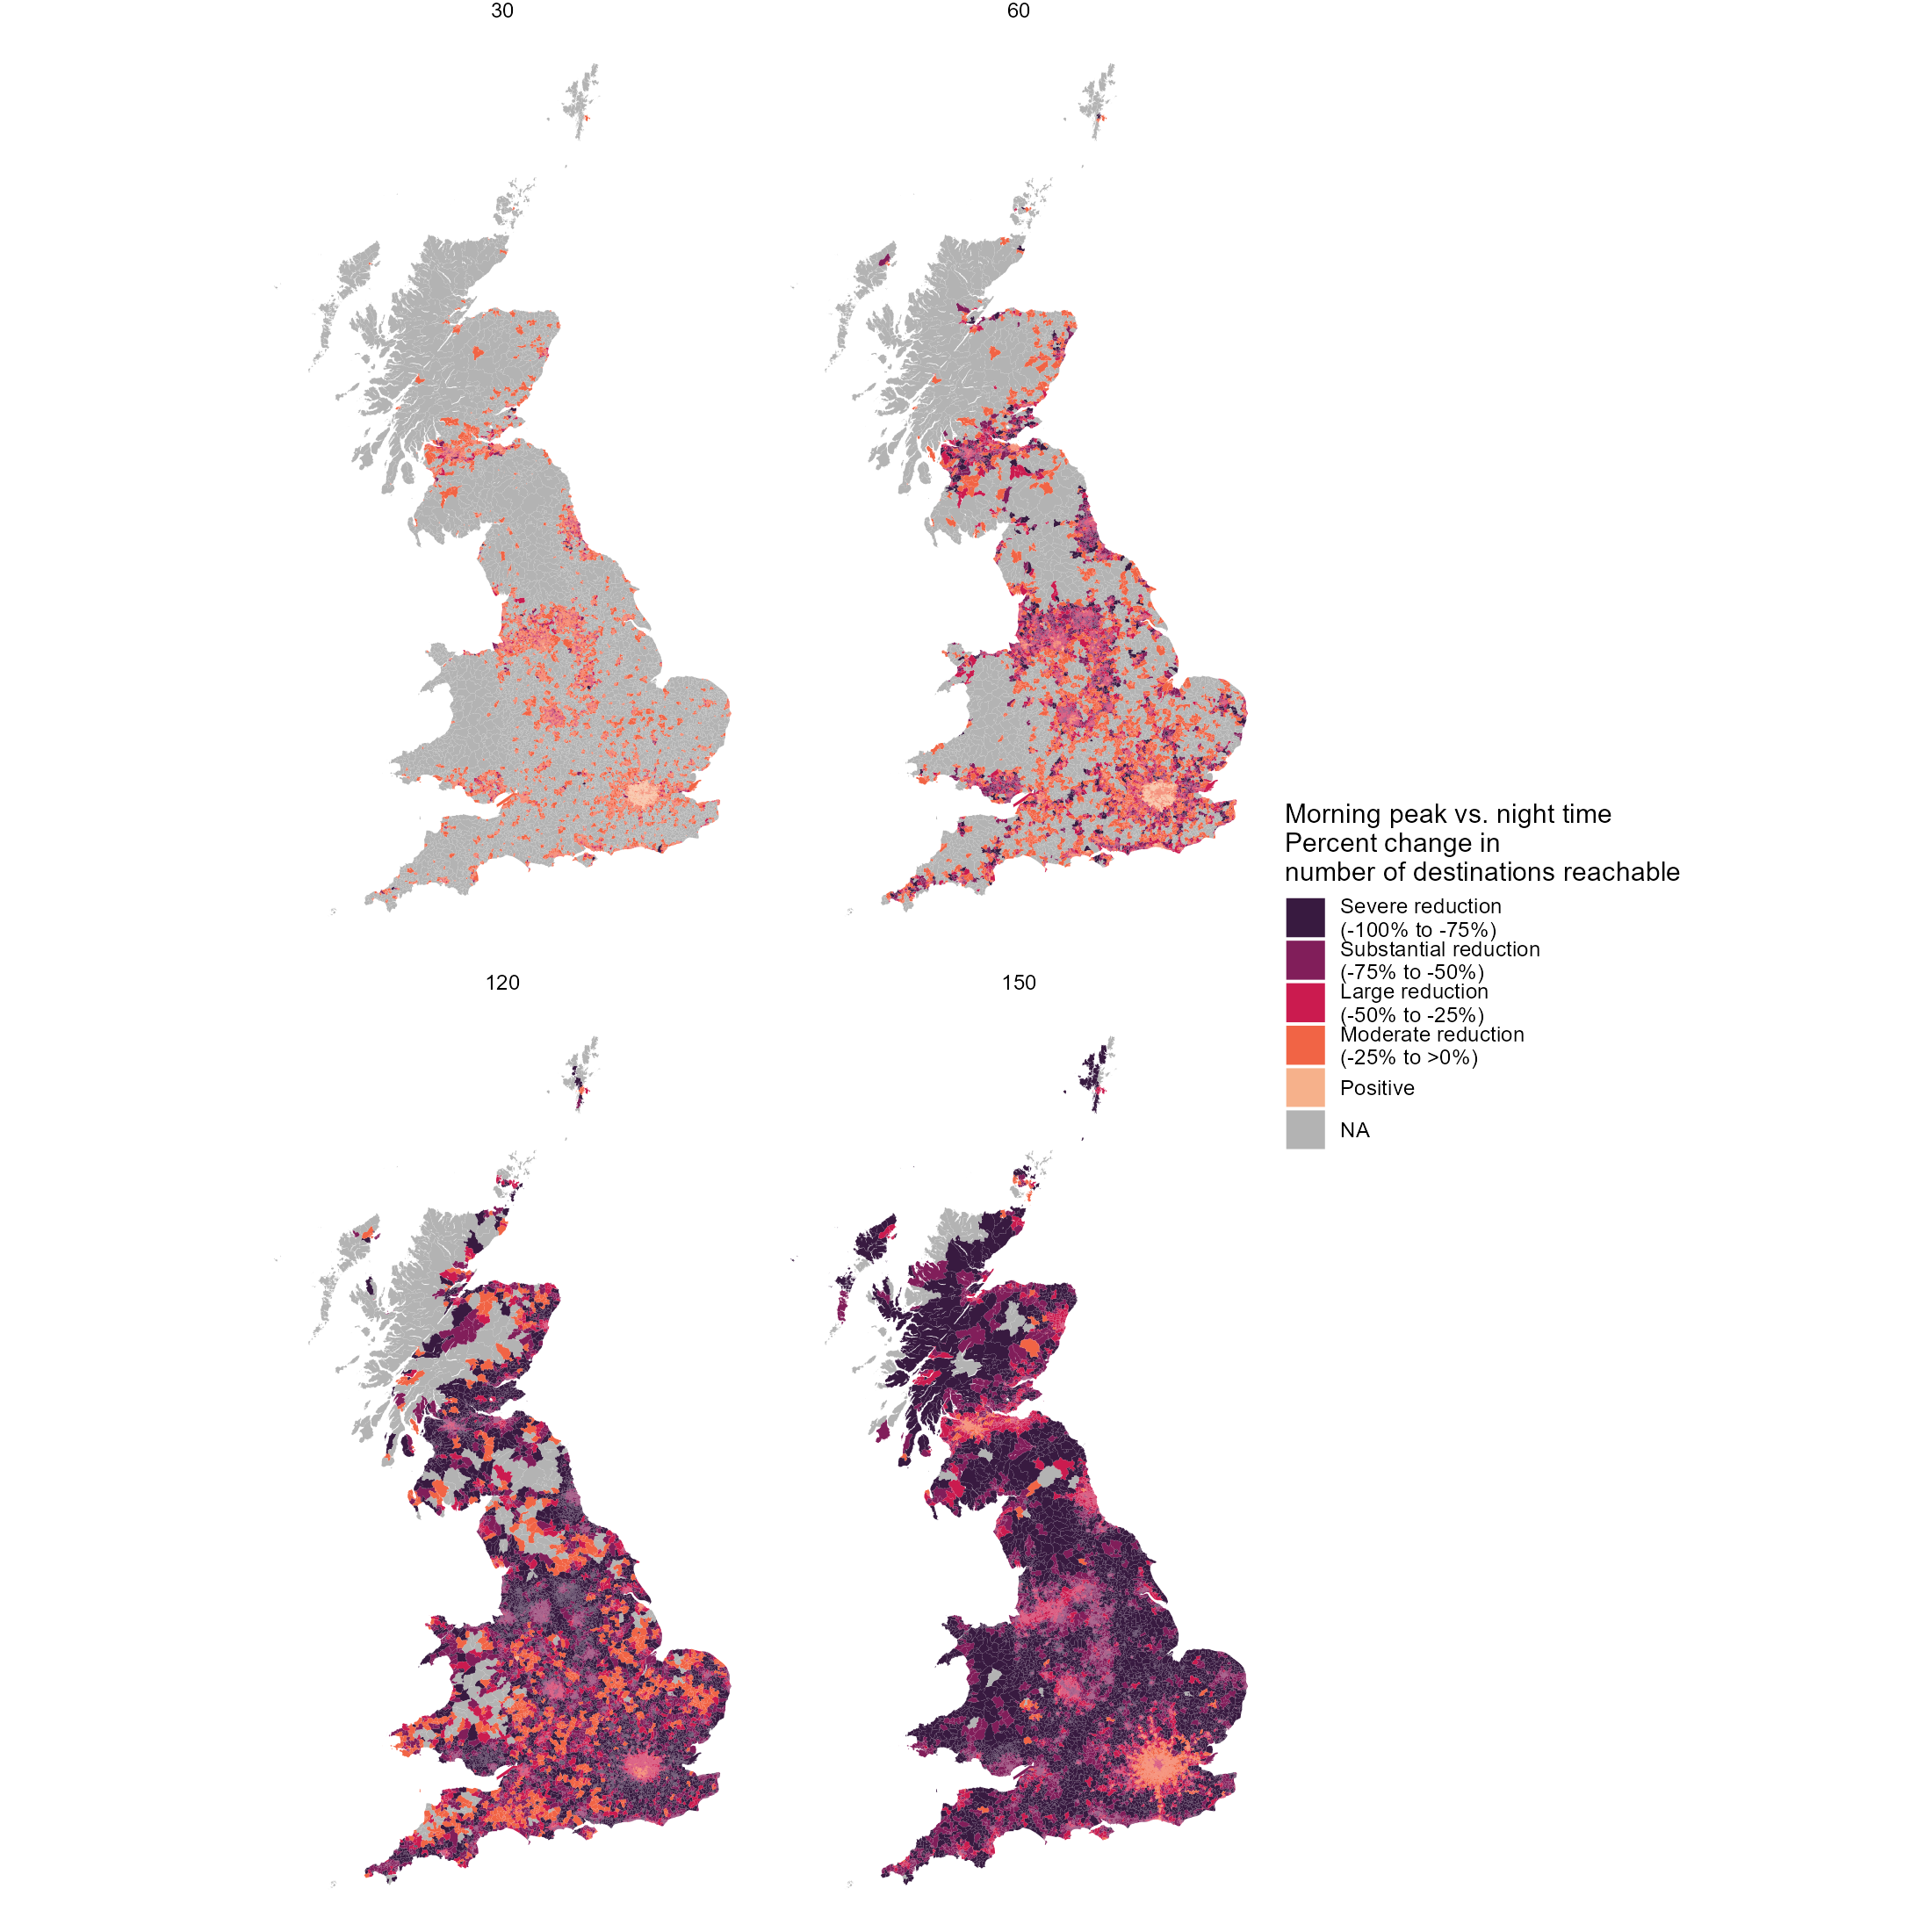 30
60
Morning peak vs. night time
Percent change in
number of destinations reachable
Severe reduction
(-100% to -75%)
Substantial reduction
(-75% to -50%)
Large reduction
(-50% to -25%)
Moderate reduction
(-25% to >0%)
Positive
NA
120
150